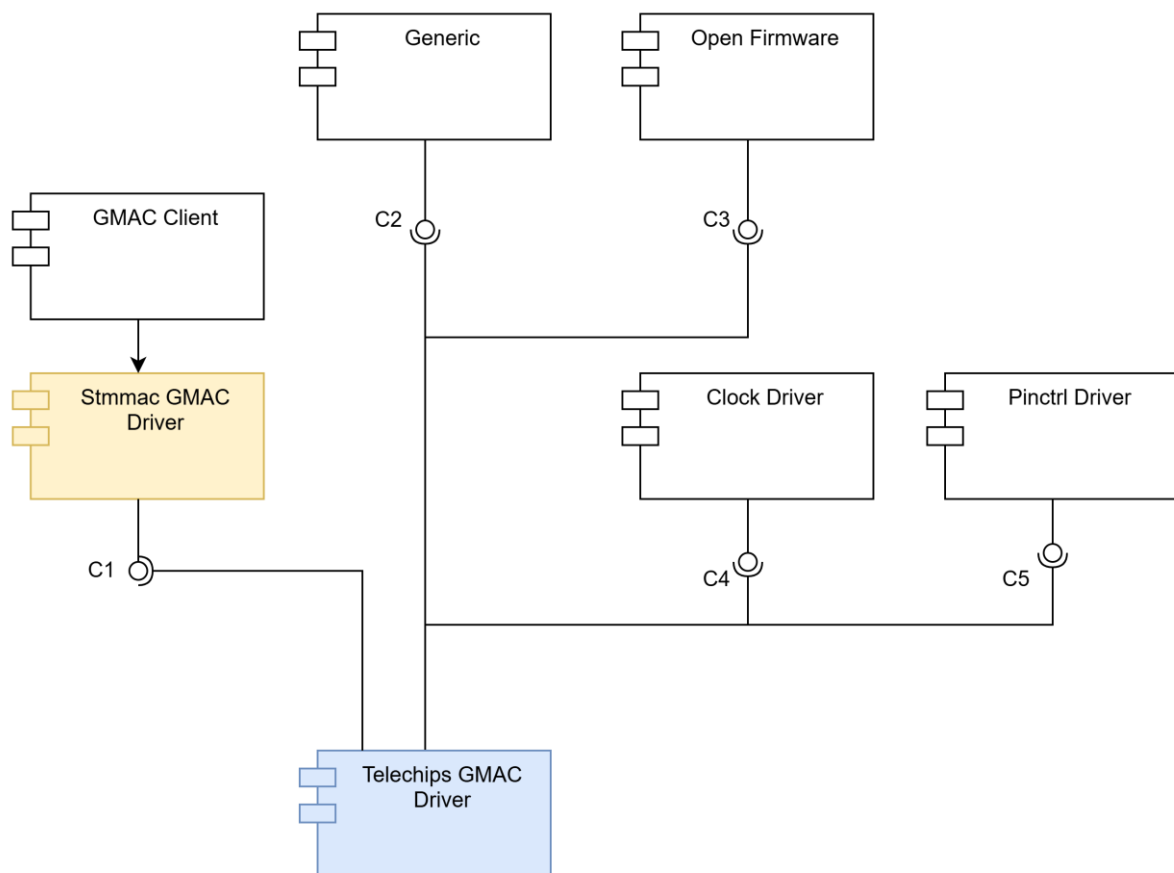 Generic
Open Firmware
C2
C3
GMAC Client
Stmmac GMAC
Driver
Clock Driver
Pinctrl Driver
C1
C4
C5
Telechips GMAC
Driver